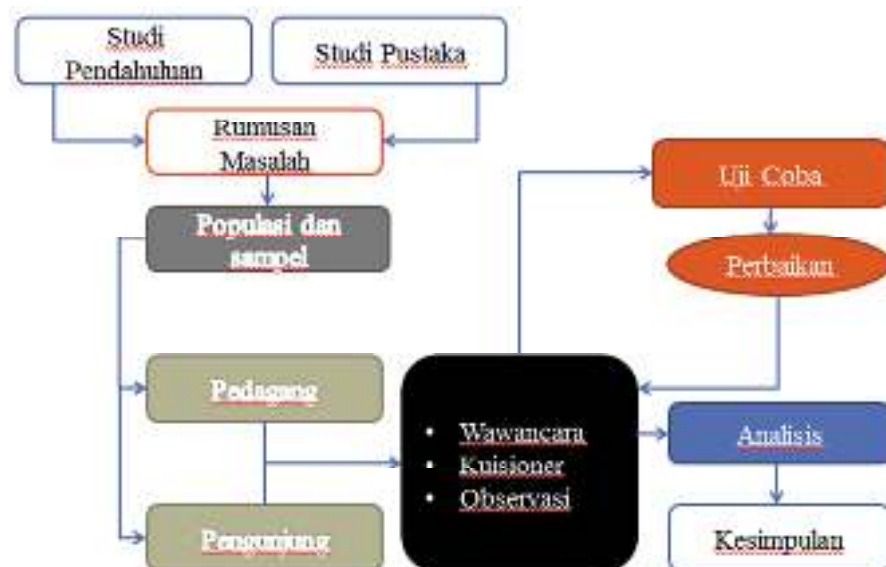 Studi
Pendahuluan
Studi Pustaka
Rumusan
Masalah
Populasi dan
sampel
Pedagang
Pengunjung
• Wawancara
• Kuisioner
• Observasi
Uji Coba
Perbaikan
Analisis
Kesimpulan